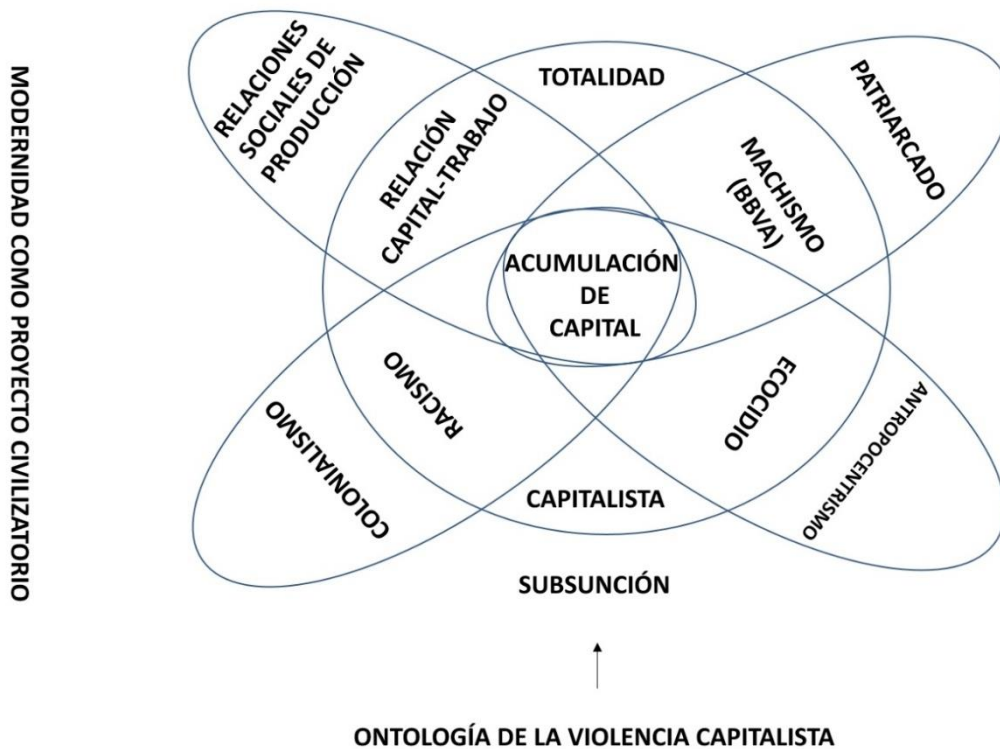 MODERNIDAD COMO PROYECTO CIVILIZATORIO
RELACIONES
SOCIALES DE
PRODUCCIÓN
RELACIÓN
CAPITAL-TRABAJO
TOTALIDAD
MACHISMO
(BBVA)
PATRIARCADO
ACUMULACIÓN
DE
CAPITAL
RACISMO
COLONIALISMO
ECOCIDIO
ANTROPOCENTRISMO
CAPITALISTA
SUBSUNCIÓN
ONTOLOGÍA DE LA VIOLENCIA CAPITALISTA